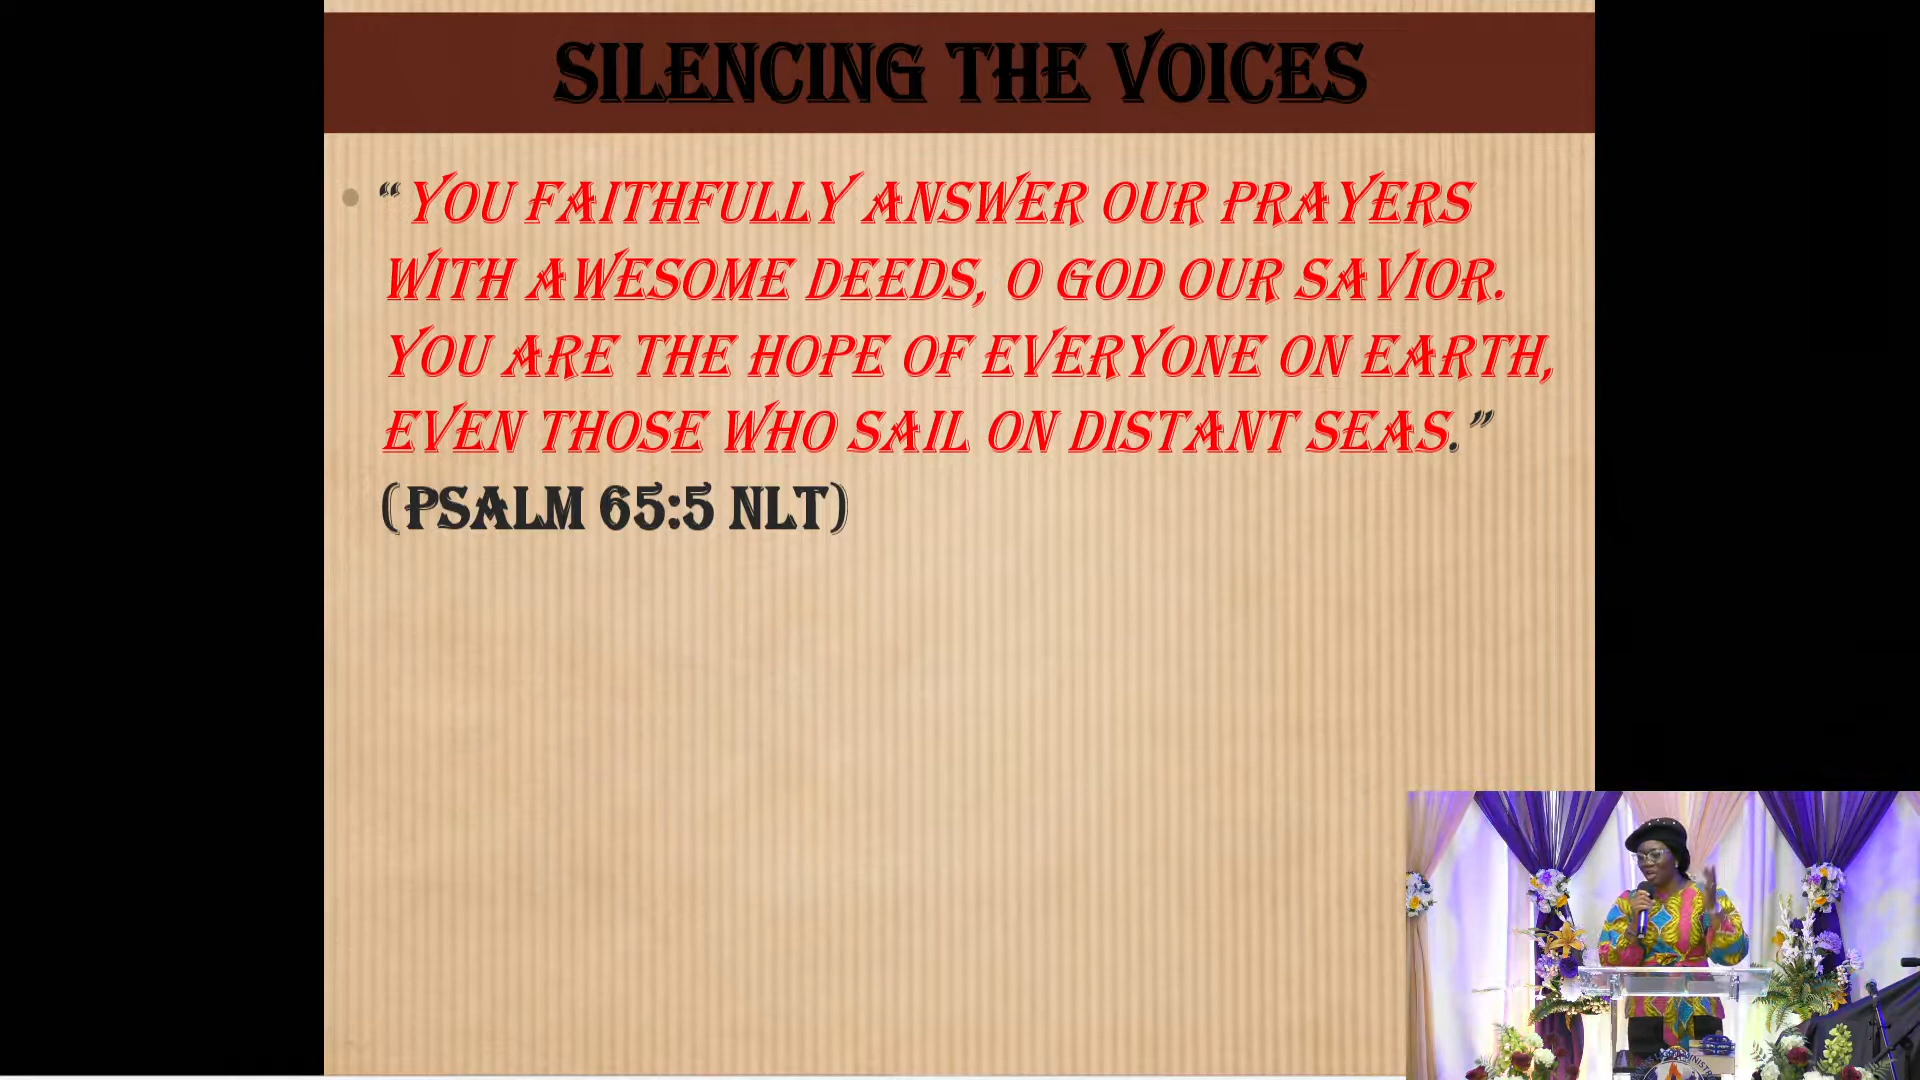 SILENCING THE VOICES
“YOU FAITHFULLY ANSWER OUR PRAYERS
WITH AWESOME DEEDS, O GOD OUR SAVIOR.
YOU ARE THE HOPE OF EVERYONE ON EARTH,
EVEN THOSE WHO SAIL ON DISTANT SEAS.”
(PSALM 65:5 NLT)